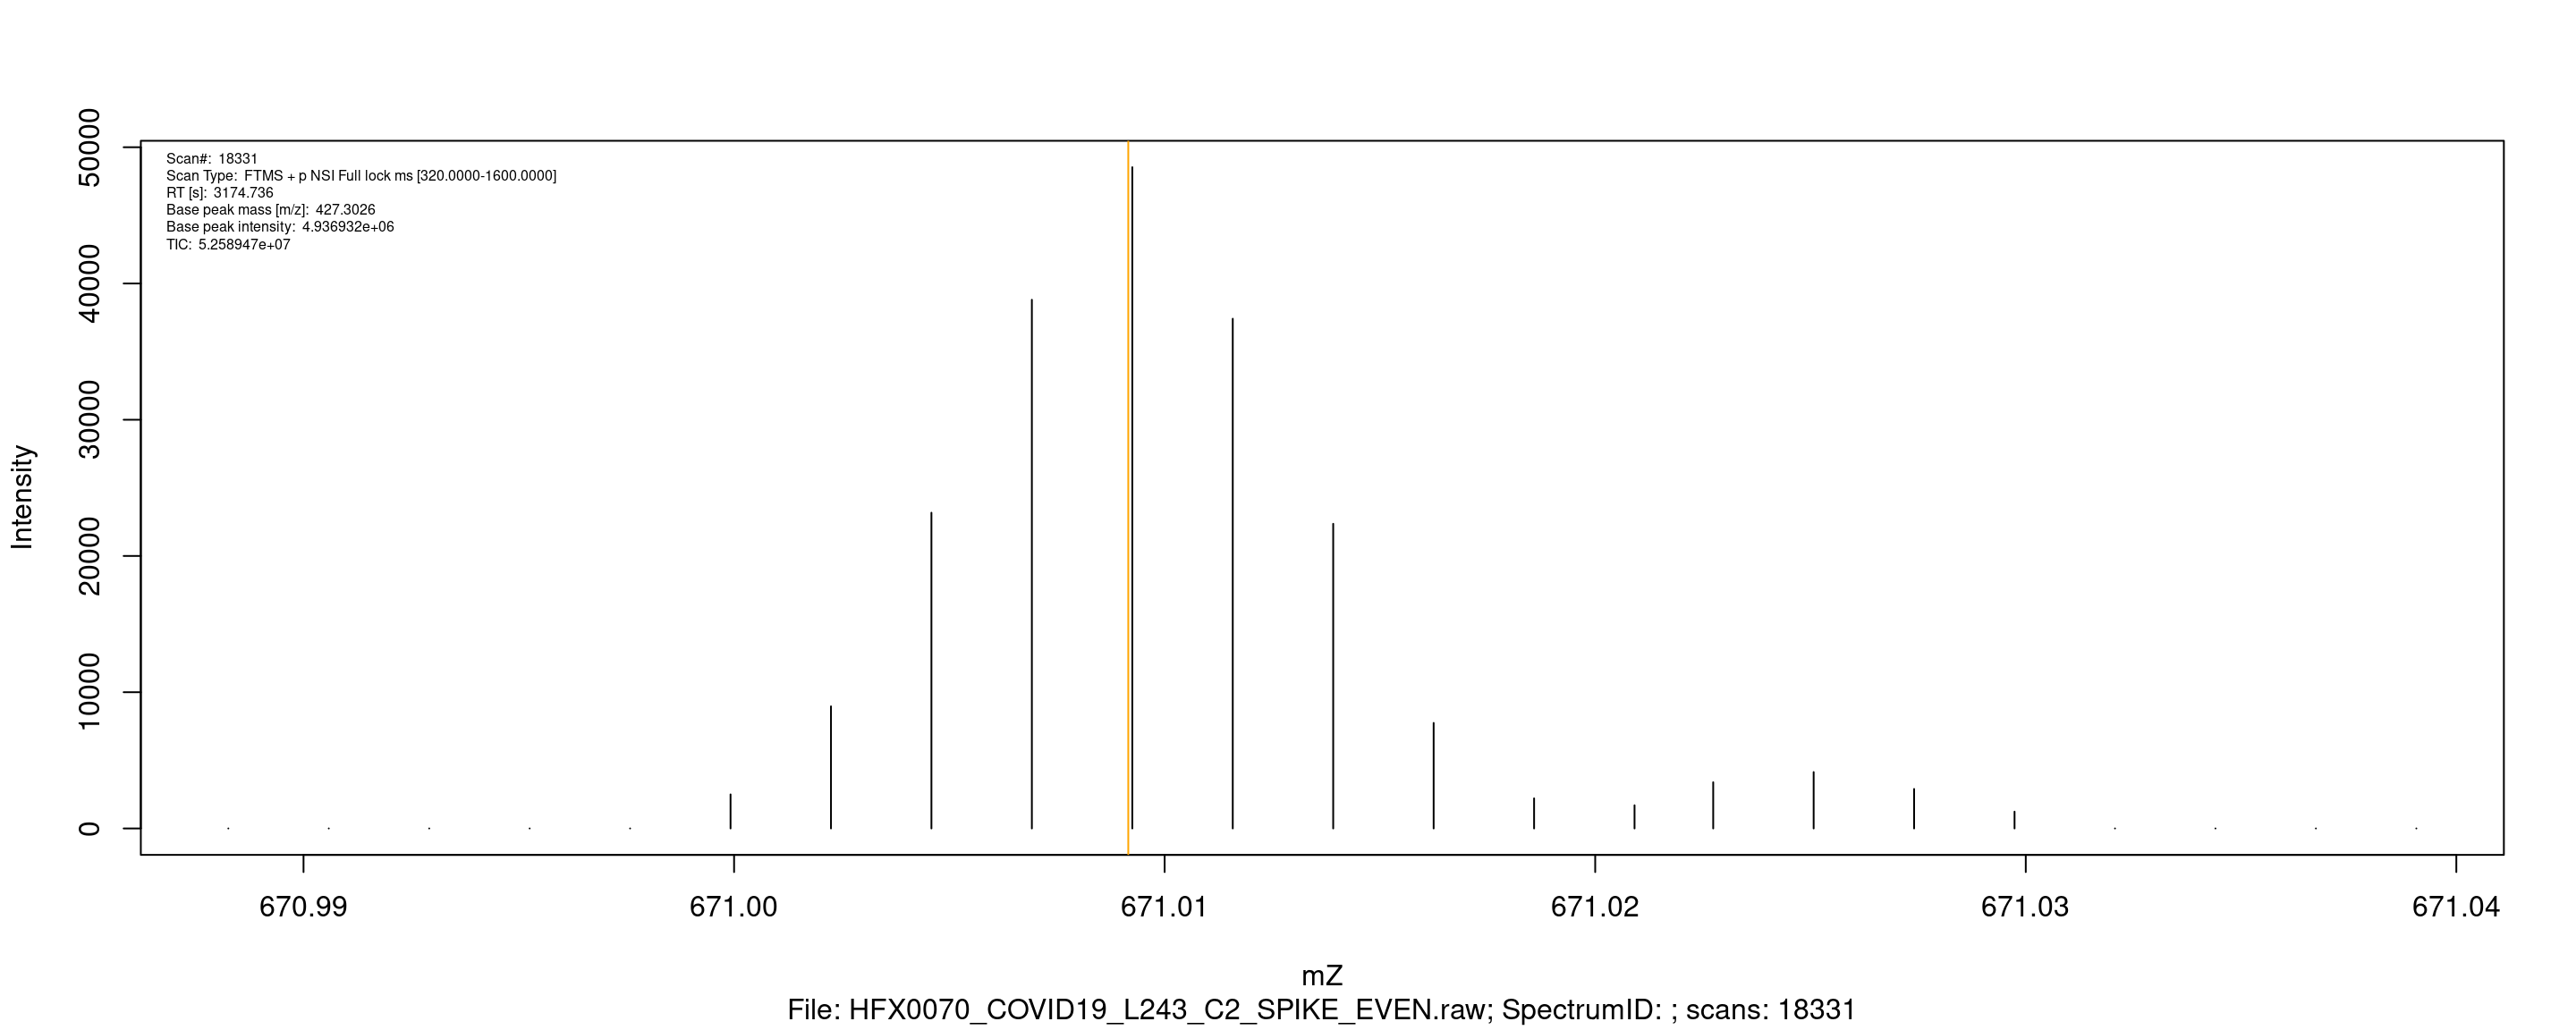 Scan#: 18331
Scan Type: FTMS + p NSI Full lock ms [320.0000-1600.0000]
RT [s]: 3174.736
Base peak mass [m/z]: 427.3026
Base peak intensity: 4.936932e+06
TIC: 5.258947e+07
50000
40000
30000
20000
10000
0
Intensity
670.99 671.00 671.01 671.02 671.03 671.04
mZ
File: HFX0070_COVID19_L243_C2_SPIKE_EVEN.raw; SpectrumID: ; scans: 18331